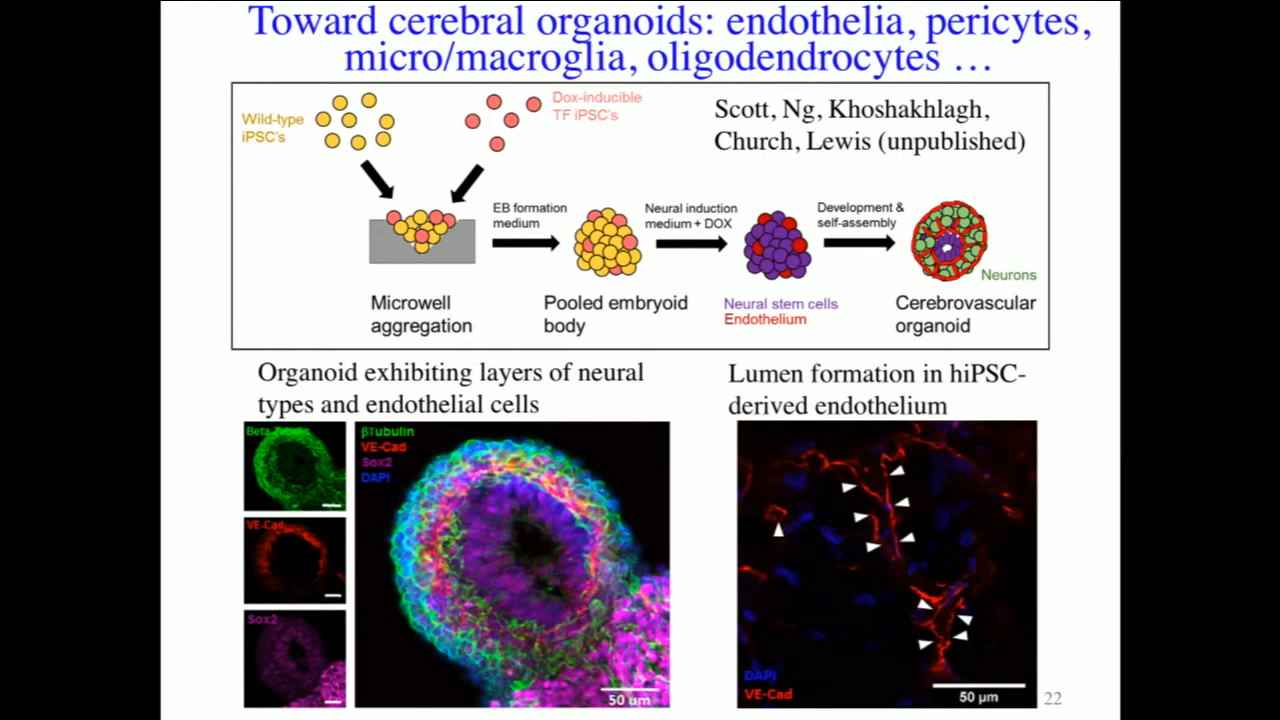 Toward cerebral organoids: endothelia, pericytes,
micro/macroglia, oligodendrocytes …
Wild-type
iPSC's
Dox-inducible
TF iPSC's
Scott, Ng, Khoshakhlagh,
Church, Lewis (unpublished)
EB formation
medium
Neural induction
medium + DOX
Development &
self-assembly
Neurons
Microwell
aggregation
Pooled embryoid
body
Neural stem cells
Endothelium
Cerebrovascular
organoid
Organoid exhibiting layers of neural
types and endothelial cells
Lumen formation in hiPSC-
derived endothelium
Beta-Tubulin
VE-Cad
Sox2
βTubulin
VE-Cad
Sox2
DAPI
50 um
DAPI
VE-Cad
50 µm
22